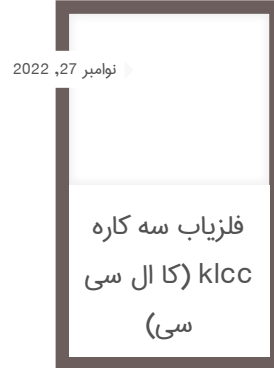 نوامبر 27, 2022
فلزیاب سه کاره
klcc (کا ال سی
سی)